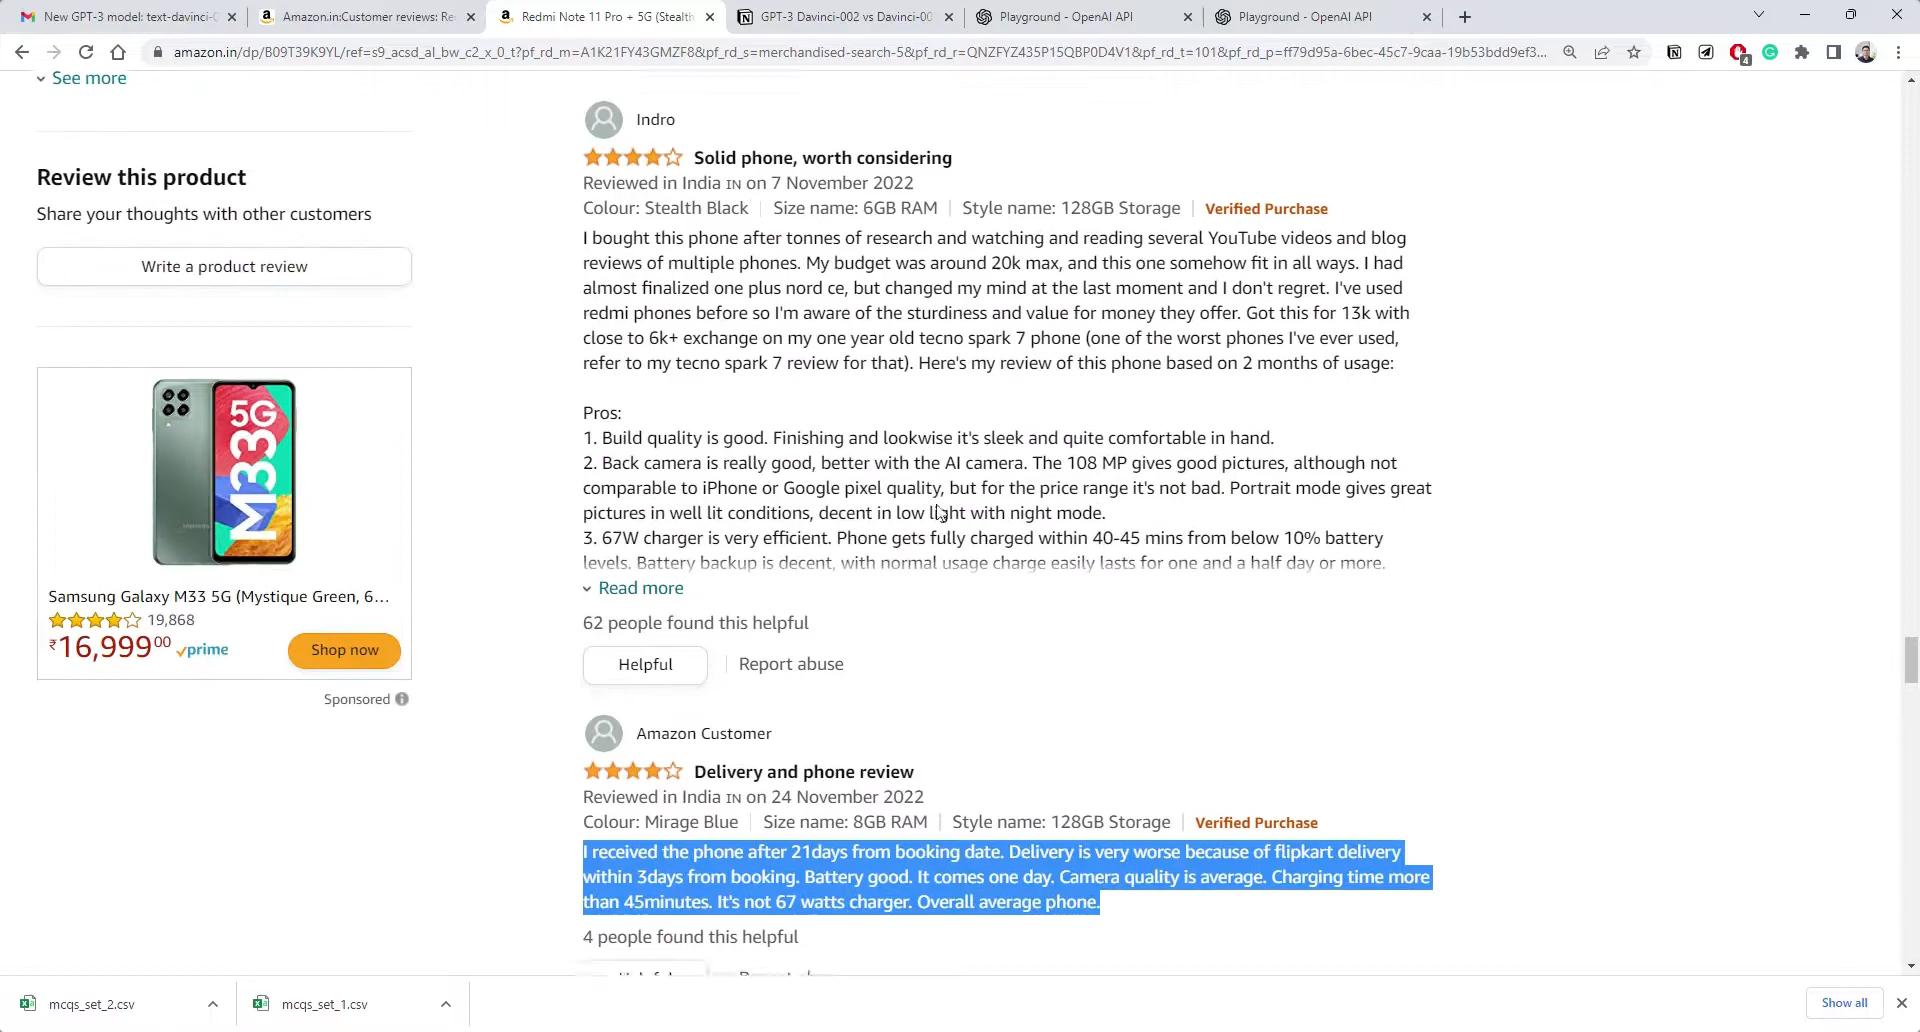 New GPT-3 model: text-davinci-0
Amazon.in:Customer reviews: Re
Redmi Note 11 Pro + 5G (Stealth
GPT-3 Davinci-002 vs Davinci-00
Playground - OpenAI API
Playground - OpenAI API
amazon.in/dp/B09T39K9YL/ref=s9_acsd_al_bw_c2_x_0_t?pf_rd_m=A1K21FY43GMZF8&pf_rd_s=merchandised-search-5&pf_rd_r=QNZFYZ435P15QBP0D4V1&pf_rd_t=101&pf_rd_p=ff79d95a-6bec-45c7-9caa-19b53bdd9ef3...
4
See more
Review this product
Share your thoughts with other customers
Write a product review
5G
M33
Samsung Galaxy M33 5G (Mystique Green, 6...
19,868
₹16,99900 prime
Shop now
Sponsored
Indro
Solid phone, worth considering
Reviewed in India IN on 7 November 2022
Colour: Stealth Black | Size name: 6GB RAM | Style name: 128GB Storage | Verified Purchase
I bought this phone after tonnes of research and watching and reading several YouTube videos and blog
reviews of multiple phones. My budget was around 20k max, and this one somehow fit in all ways. I had
almost finalized one plus nord ce, but changed my mind at the last moment and I don't regret. I've used
redmi phones before so I'm aware of the sturdiness and value for money they offer. Got this for 13k with
close to 6k+ exchange on my one year old tecno spark 7 phone (one of the worst phones I've ever used,
refer to my tecno spark 7 review for that). Here's my review of this phone based on 2 months of usage:
Pros:
1. Build quality is good. Finishing and lookwise it's sleek and quite comfortable in hand.
2. Back camera is really good, better with the AI camera. The 108 MP gives good pictures, although not
comparable to iPhone or Google pixel quality, but for the price range it's not bad. Portrait mode gives great
pictures in well lit conditions, decent in low light with night mode.
3. 67W charger is very efficient. Phone gets fully charged within 40-45 mins from below 10% battery
levels. Battery backup is decent, with normal usage charge easily lasts for one and a half day or more.
Read more
62 people found this helpful
Helpful | Report abuse
Amazon Customer
Delivery and phone review
Reviewed in India IN on 24 November 2022
Colour: Mirage Blue | Size name: 8GB RAM | Style name: 128GB Storage | Verified Purchase
I received the phone after 21days from booking date. Delivery is very worse because of flipkart delivery
within 3days from booking. Battery good. It comes one day. Camera quality is average. Charging time more
than 45minutes. It's not 67 watts charger. Overall average phone.
4 people found this helpful
mcqs_set_2.csv
mcqs_set_1.csv
Show all